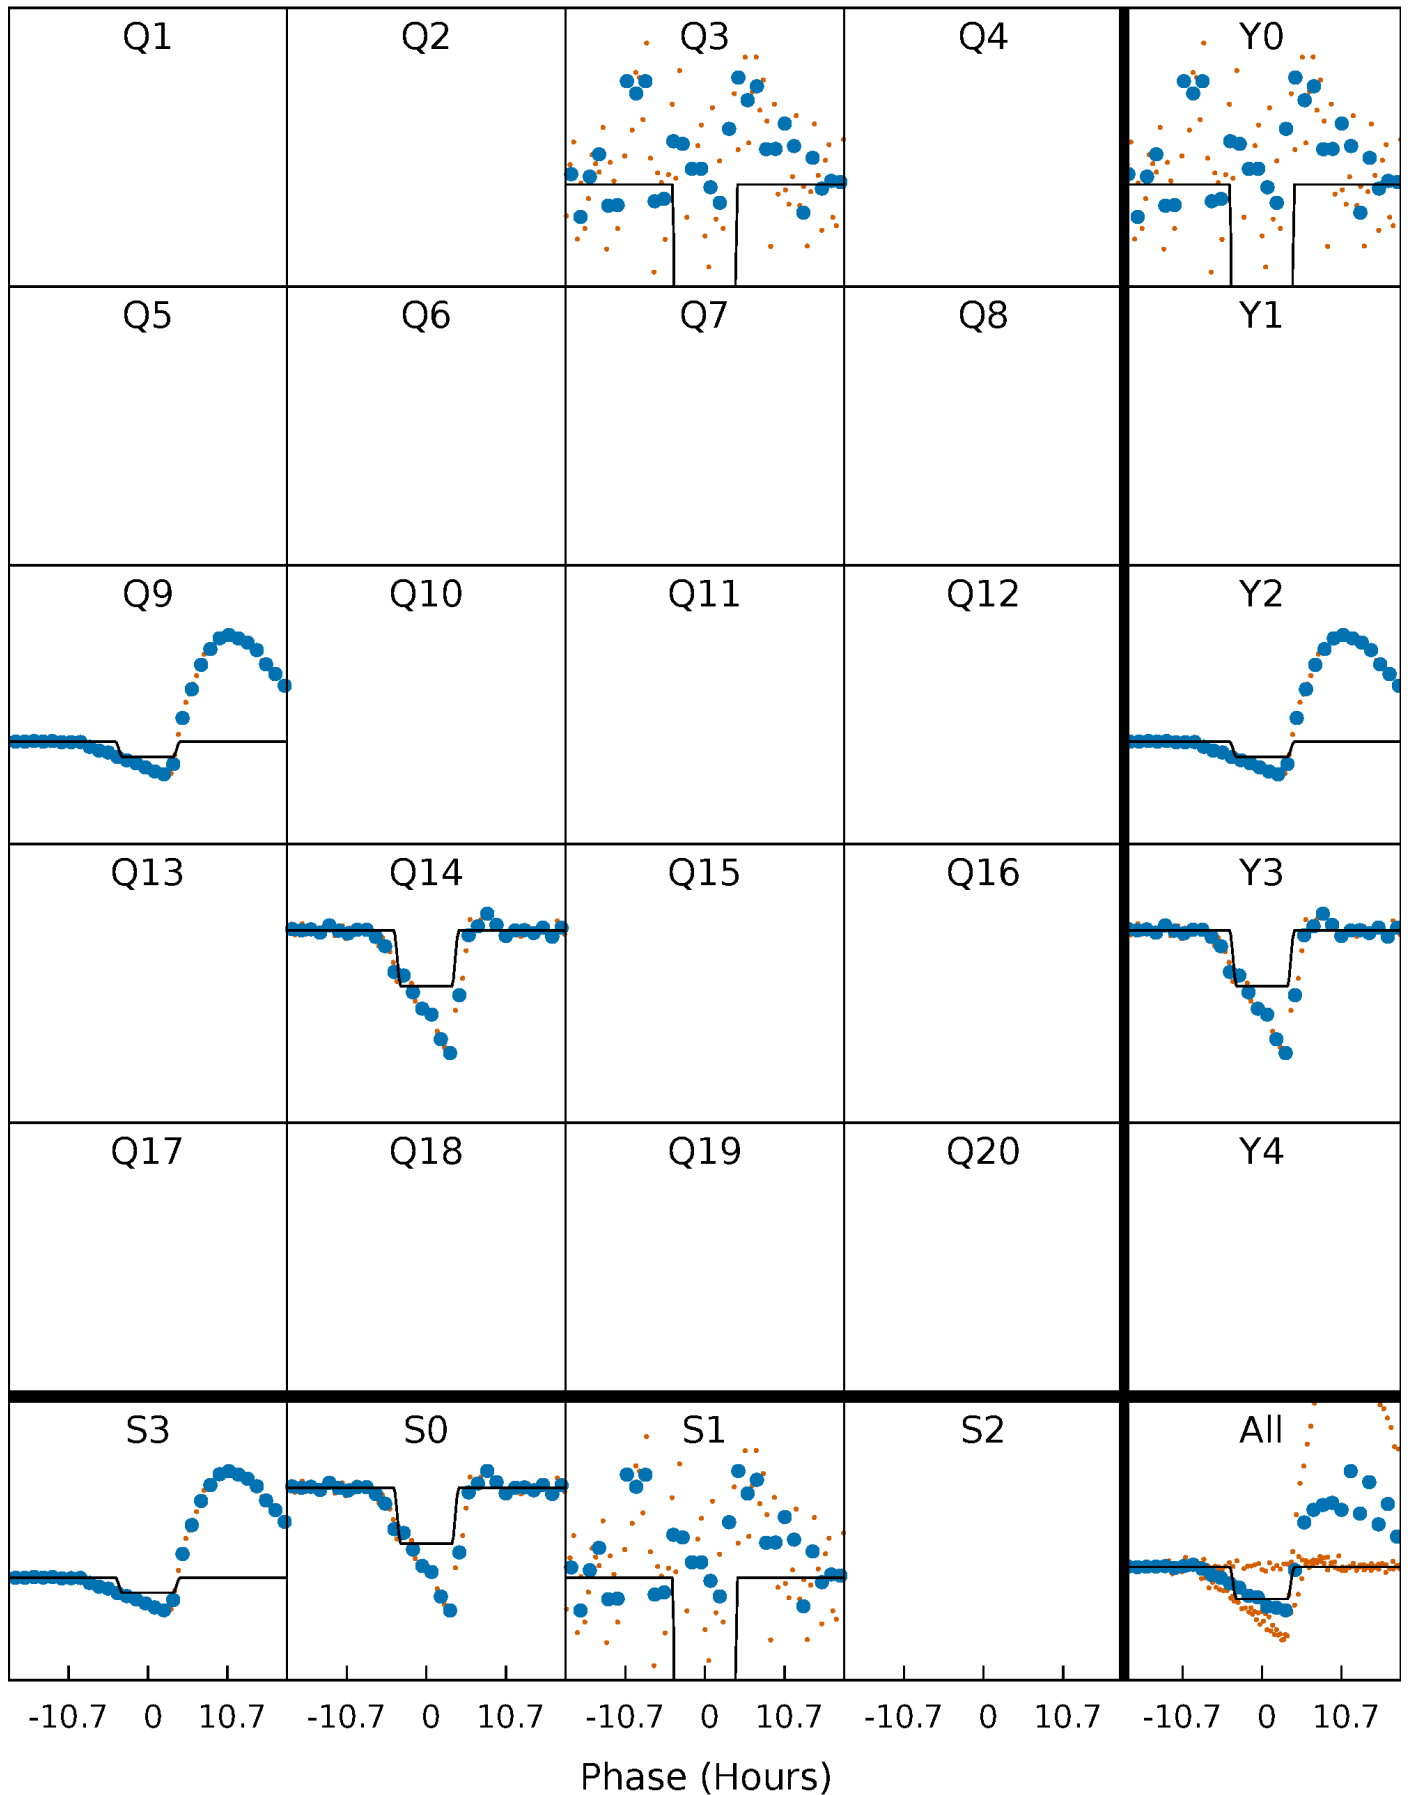 Q1 Q2 Q3 Q4 Y0
Q5 Q6 Q7 Q8 Y1
Q9 Q10 Q11 Q12 Y2
Q13 Q14 Q15 Q16 Y3
Q17 Q18 Q19 Q20 Y4
S3 S0 S1 S2 All
-10.7 0 10.7 -10.7 0 10.7 -10.7 0 10.7 -10.7 0 10.7 -10.7 0 10.7
Phase (Hours)